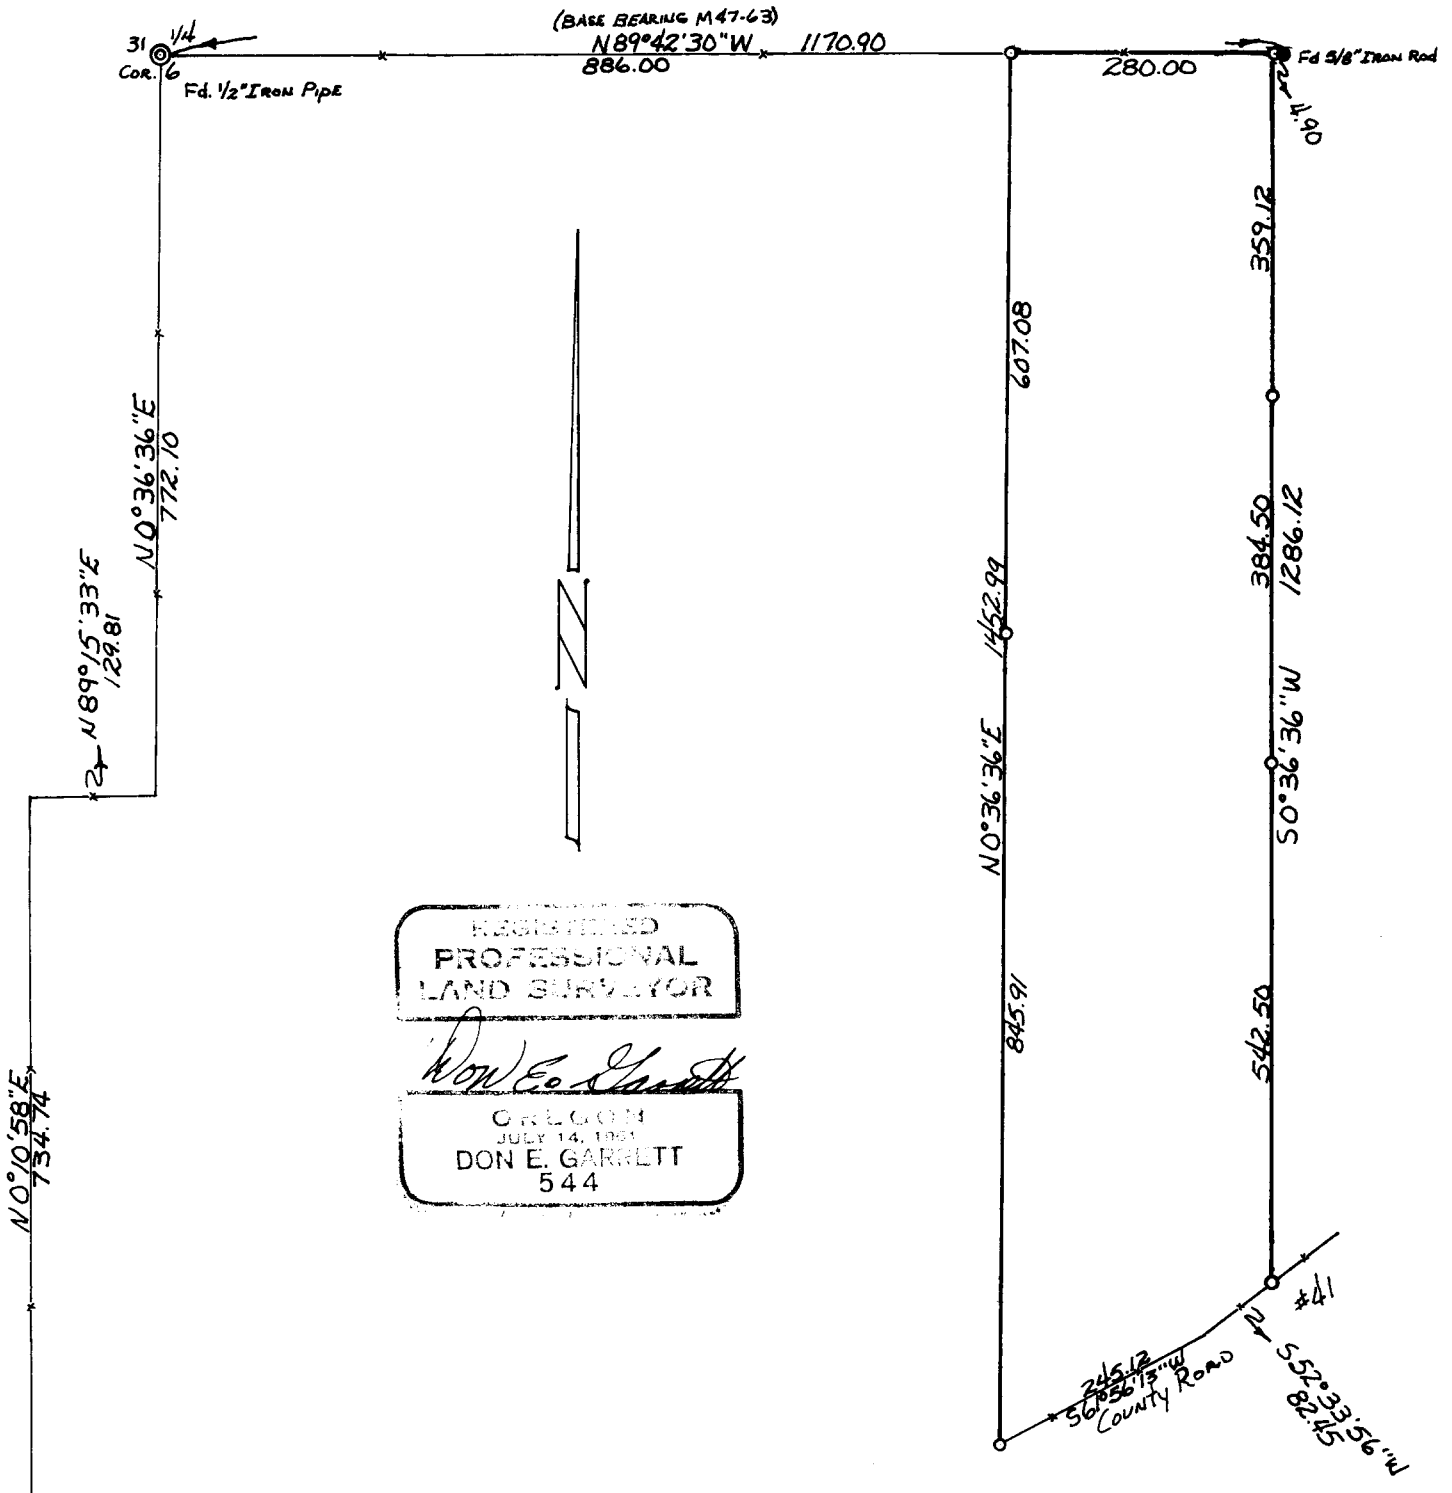 (BASE BEARING M47-63)
N89°42'30"W 1170.90
886.00
31 1/4
COR. 6
Fd. 1/2" IRON PIPE
280.00
Fd 5/8" IRON Rod
4.90
359.12
607.08
N0°36'36"E
772.10
384.50
1286.12
N89°15'33"E
129.81
1452.99
N0°36'36"E
S0°36'36"W
REGISTERED
PROFESSIONAL
LAND SURVEYOR
Don E. Garrett
OREGON
JULY 14, 1961
DON E. GARRETT
544
845.91
542.50
N0°10'58"E
734.74
#41
245.12
S61°56'13"W
COUNTY ROAD
S52°33'56"W
82.45
N